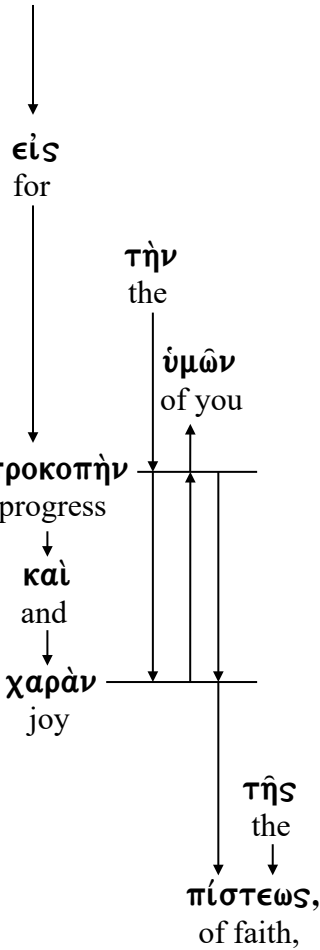 εἰς
for
τὴν
the
ὑμῶν
of you
ροκοπὴν
progress
καὶ
and
χαρὰν
joy
τῆς
the
πίστεως,
of faith,